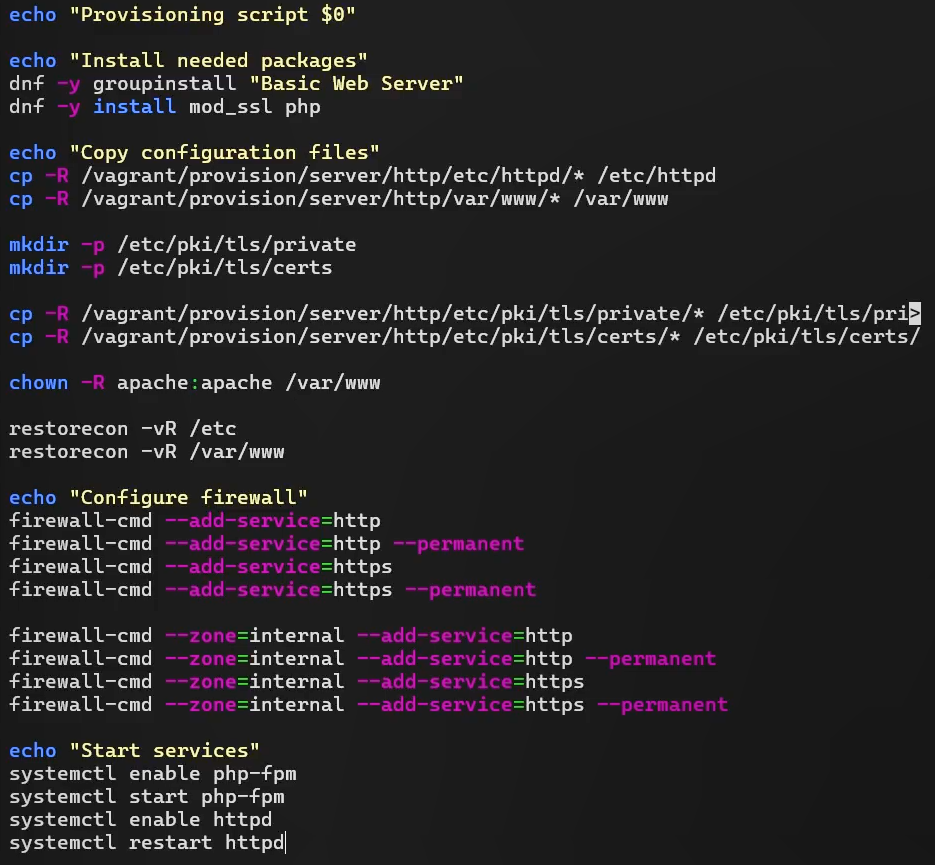 echo "Provisioning script $0"

echo "Install needed packages"
dnf -y groupinstall "Basic Web Server"
dnf -y install mod_ssl php

echo "Copy configuration files"
cp -R /vagrant/provision/server/http/etc/httpd/* /etc/httpd
cp -R /vagrant/provision/server/http/var/www/* /var/www

mkdir -p /etc/pki/tls/private
mkdir -p /etc/pki/tls/certs

cp -R /vagrant/provision/server/http/etc/pki/tls/private/* /etc/pki/tls/pri>
cp -R /vagrant/provision/server/http/etc/pki/tls/certs/* /etc/pki/tls/certs/

chown -R apache:apache /var/www

restorecon -vR /etc
restorecon -vR /var/www

echo "Configure firewall"
firewall-cmd --add-service=http
firewall-cmd --add-service=http --permanent
firewall-cmd --add-service=https
firewall-cmd --add-service=https --permanent

firewall-cmd --zone=internal --add-service=http
firewall-cmd --zone=internal --add-service=http --permanent
firewall-cmd --zone=internal --add-service=https
firewall-cmd --zone=internal --add-service=https --permanent

echo "Start services"
systemctl enable php-fpm
systemctl start php-fpm
systemctl enable httpd
systemctl restart httpd